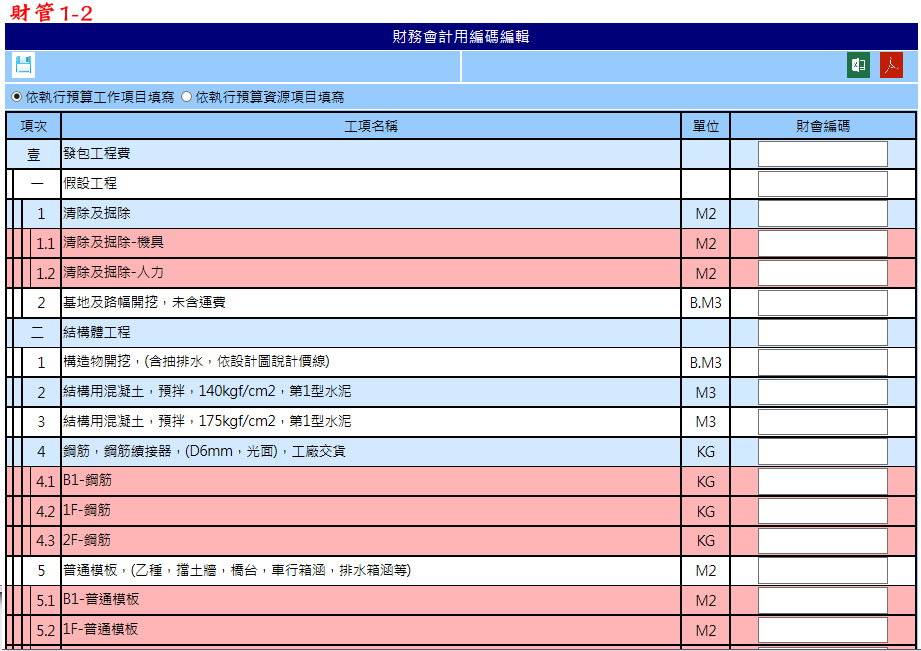 財管1-2
財務會計用編碼編輯
依執行預算工作項目填寫 依執行預算資源項目填寫
項次 工項名稱 單位 財會編碼
壹 發包工程費
一 假設工程
1 清除及掘除 M2
1.1 清除及掘除-機具 M2
1.2 清除及掘除-人力 M2
2 基地及路幅開挖，未含運費 B.M3
二 結構體工程
1 構造物開挖，(含抽排水，依設計圖說計價線) B.M3
2 結構用混凝土，預拌，140kgf/cm2，第1型水泥 M3
3 結構用混凝土，預拌，175kgf/cm2，第1型水泥 M3
4 鋼筋，鋼筋續接器，(D6mm，光面)，工廠交貨 KG
4.1 B1-鋼筋 KG
4.2 1F-鋼筋 KG
4.3 2F-鋼筋 KG
5 普通模板，(乙種，擋土牆，橋台，車行箱涵，排水箱涵等) M2
5.1 B1-普通模板 M2
5.2 1F-普通模板 M2